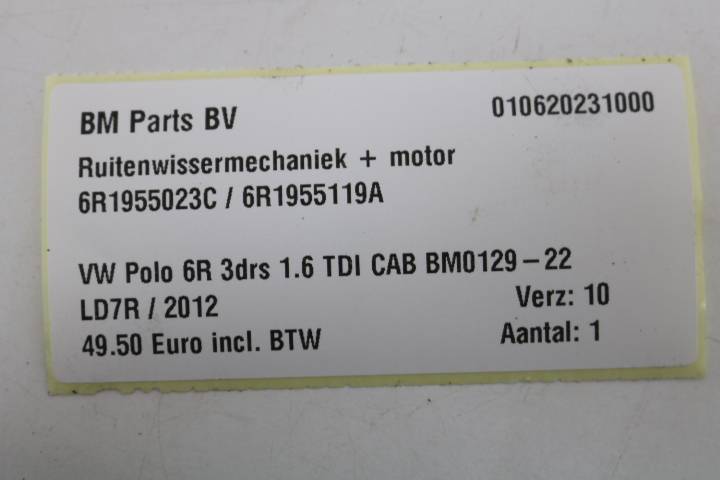 BM Parts BV 010620231000
Ruitenwissermechaniek + motor
6R1955023C / 6R1955119A
VW Polo 6R 3drs 1.6 TDI CAB BM0129-22
LD7R / 2012 Verz: 10
49.50 Euro incl. BTW Aantal: 1